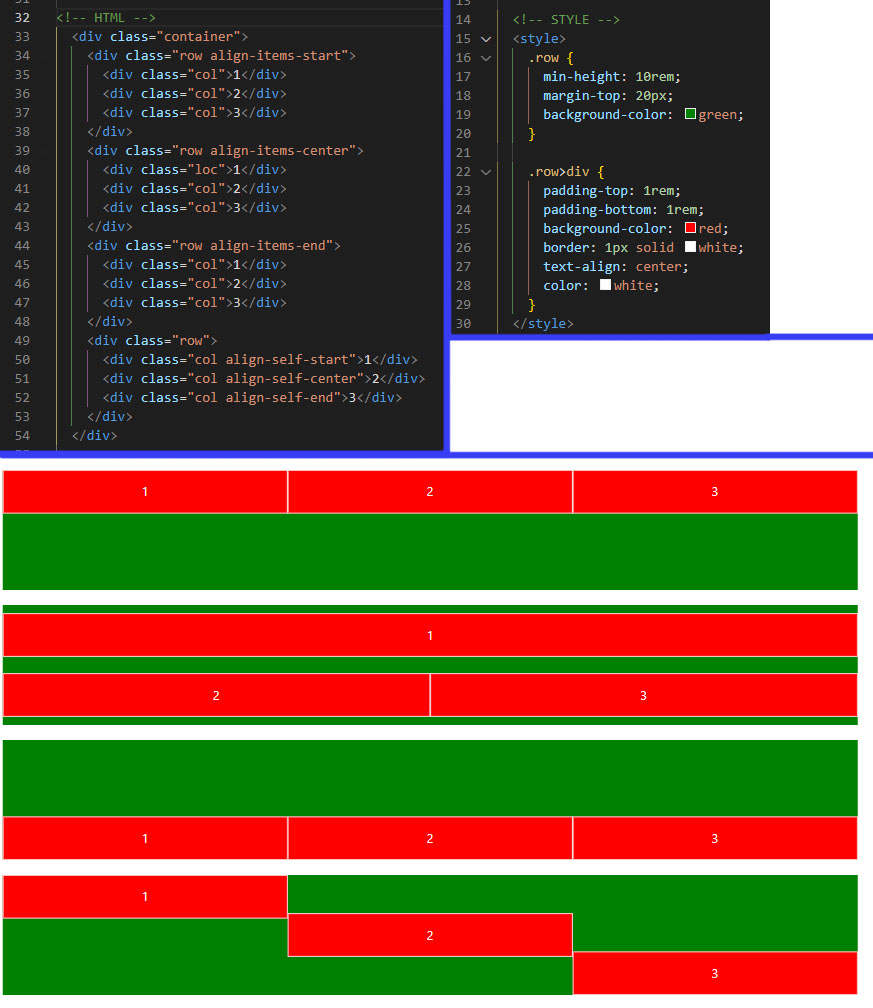 32 <!-- HTML -->
33 <div class="container">
34 <div class="row align-items-start">
35 <div class="col">1</div>
36 <div class="col">2</div>
37 <div class="col">3</div>
38 </div>
39 <div class="row align-items-center">
40 <div class="loc">1</div>
41 <div class="col">2</div>
42 <div class="col">3</div>
43 </div>
44 <div class="row align-items-end">
45 <div class="col">1</div>
46 <div class="col">2</div>
47 <div class="col">3</div>
48 </div>
49 <div class="row">
50 <div class="col align-self-start">1</div>
51 <div class="col align-self-center">2</div>
52 <div class="col align-self-end">3</div>
53 </div>
54 </div>
14 <!-- STYLE -->
15 <style>
16 .row {
17 min-height: 10rem;
18 margin-top: 20px;
19 background-color: green;
20 }
21
22 .row>div {
23 padding-top: 1rem;
24 padding-bottom: 1rem;
25 background-color: red;
26 border: 1px solid white;
27 text-align: center;
28 color: white;
29 }
30 </style>
1 2 3
1
2 3
1 2 3
1
2
3